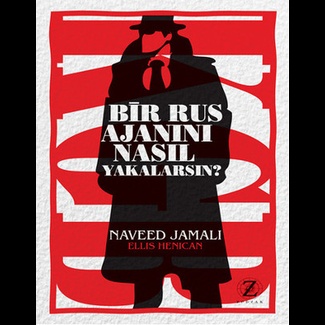 BİR RUS
AJANINI
NASIL
YAKALARSIN?
NAVEED JAMALI
ELLIS HENICAN